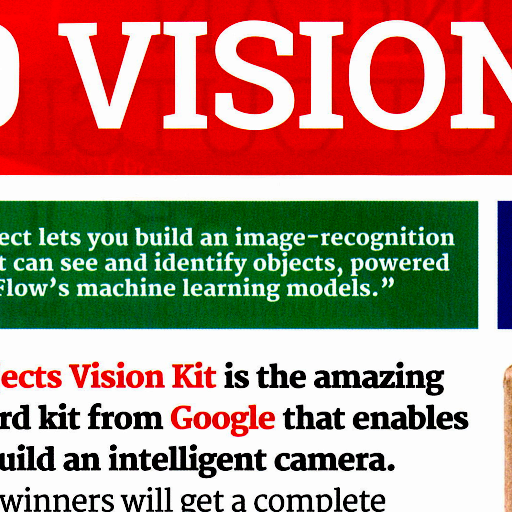 VISION
ect lets you build an image-recognition
t can see and identify objects, powered
Flow's machine learning models.”
ects Vision Kit is the amazing
rd kit from Google that enables
uild an intelligent camera.
winners will get a complete